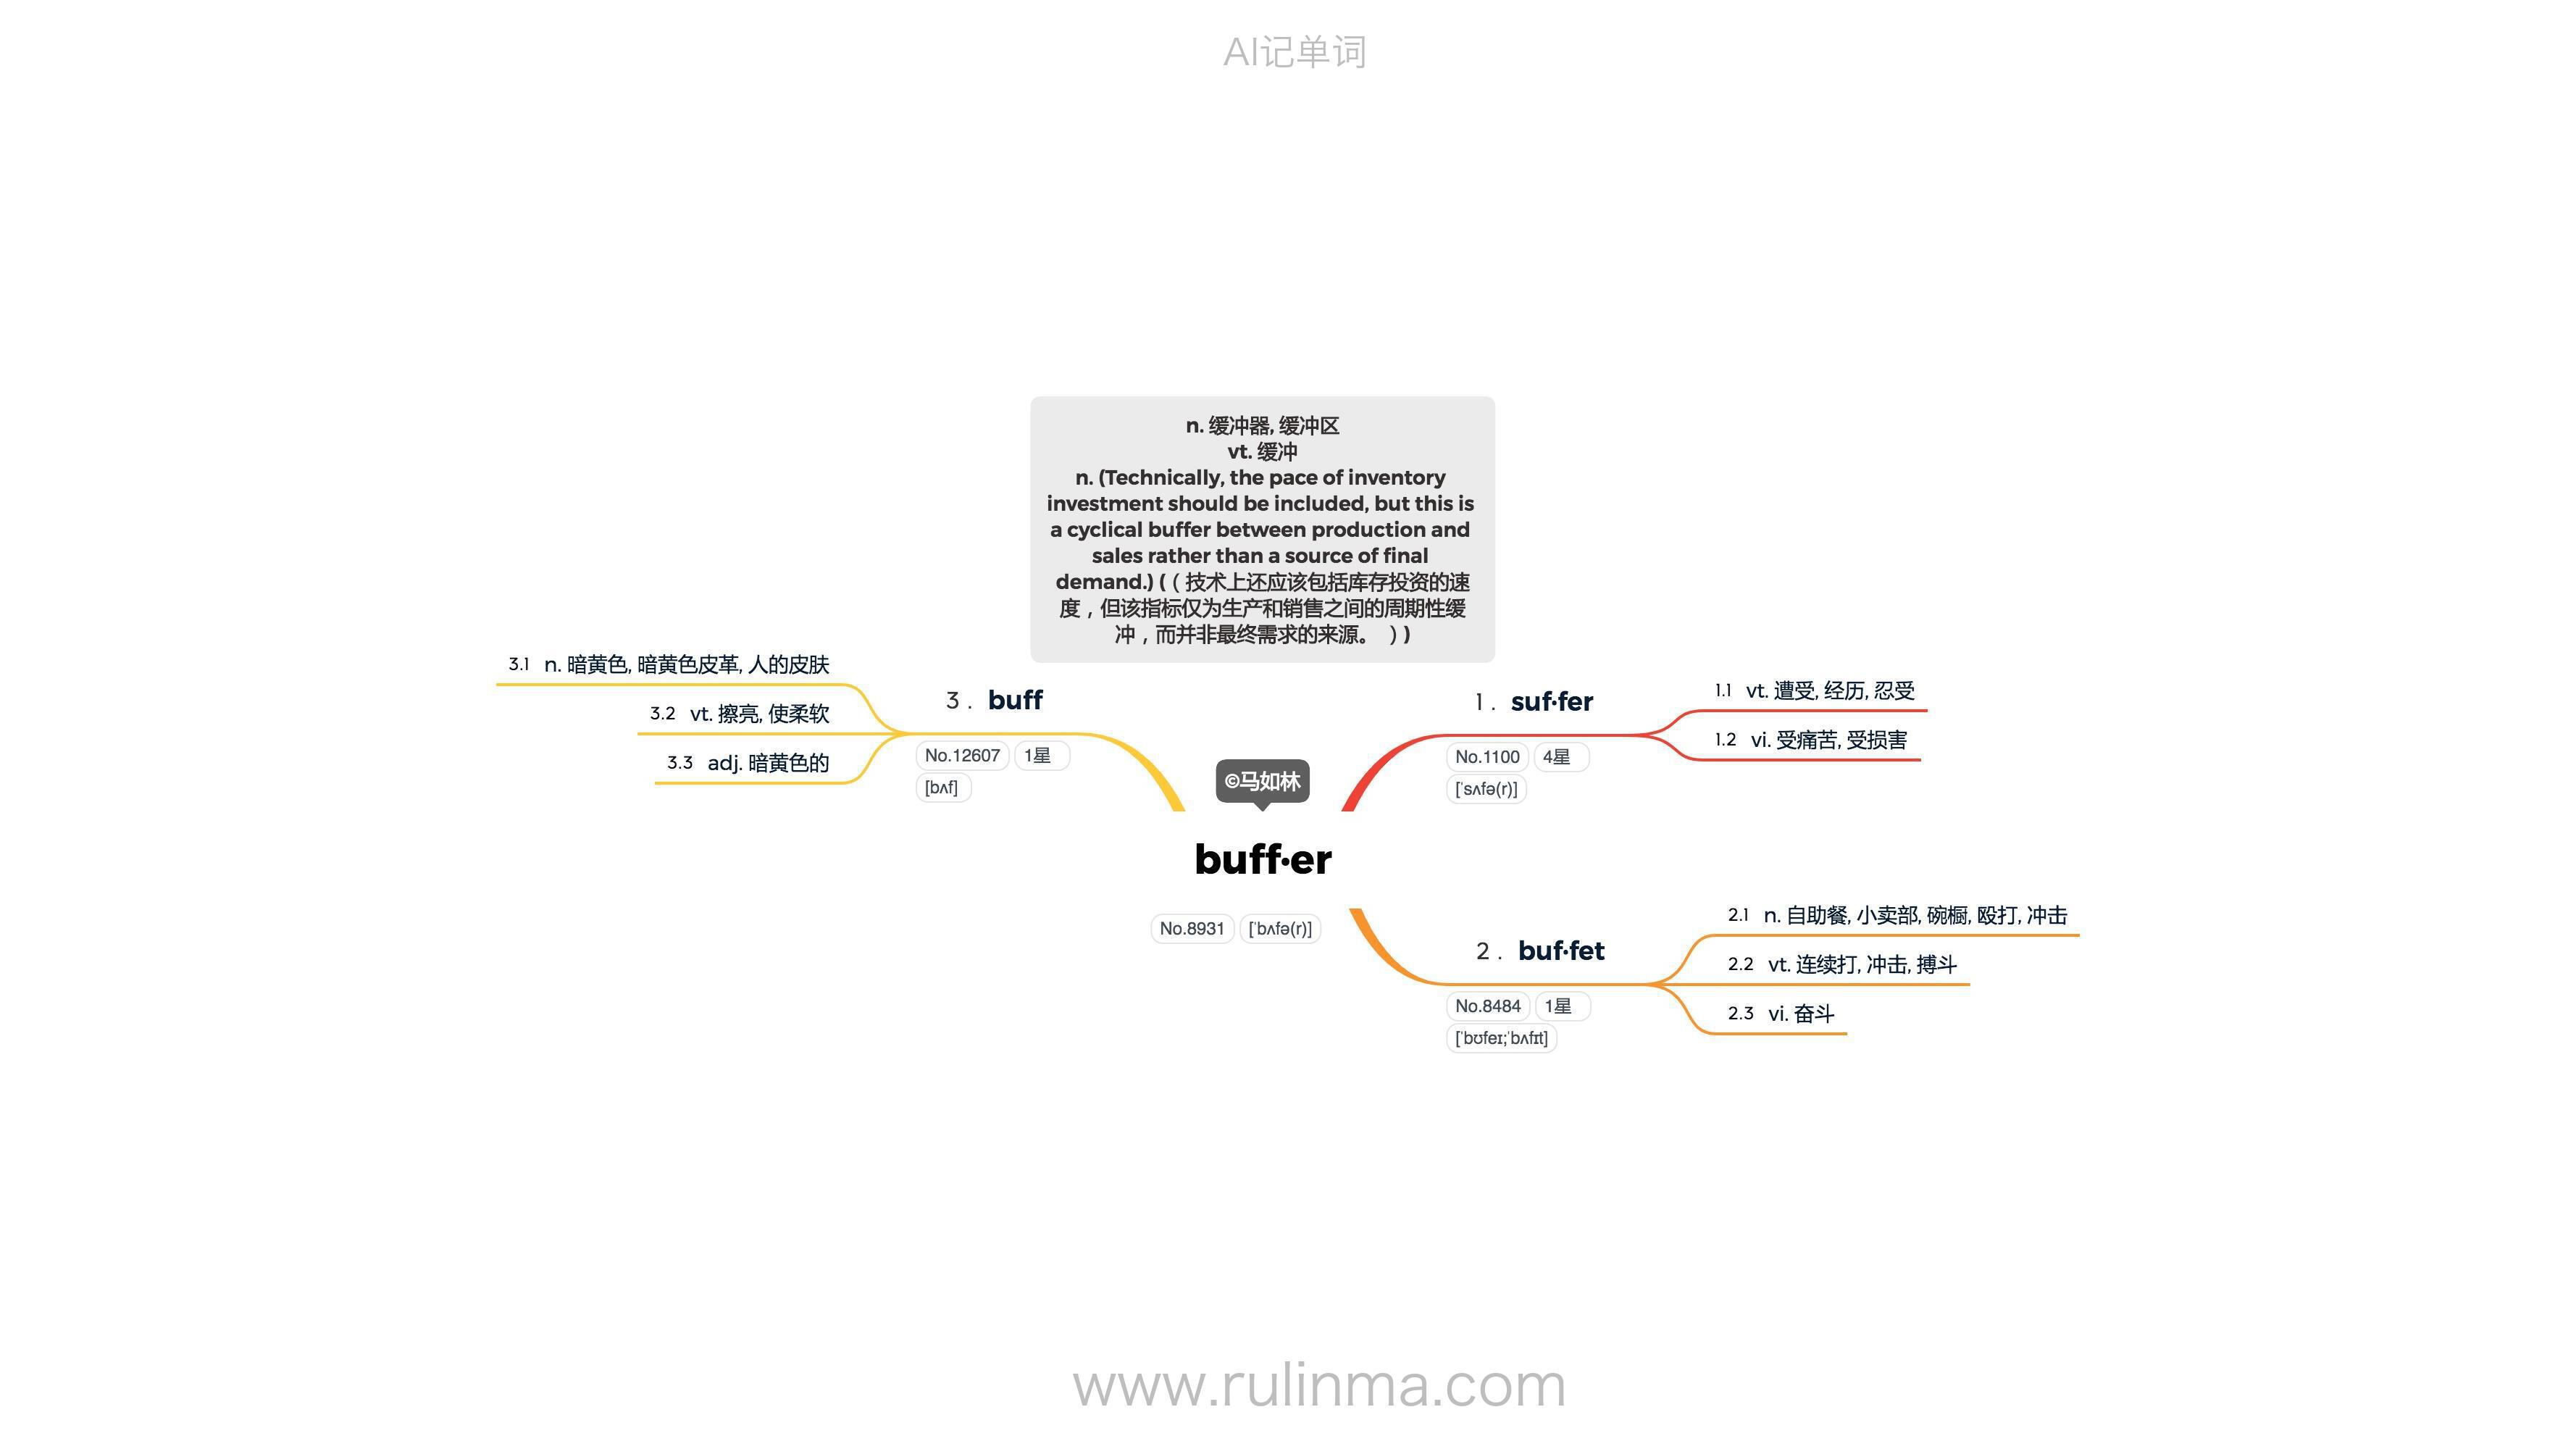 AI记单词
n. 缓冲器, 缓冲区
vt. 缓冲
n. (Technically, the pace of inventory
investment should be included, but this is
a cyclical buffer between production and
sales rather than a source of final
demand.) (（技术上还应该包括库存投资的速
度，但该指标仅为生产和销售之间的周期性缓
冲，而并非最终需求的来源。 ）)
©马如林
buff·er
No.8931 [ˈbʌfə(r)]
1. suf·fer
No.1100 4星
[ˈsʌfə(r)]
1.1 vt. 遭受, 经历, 忍受
1.2 vi. 受痛苦, 受损害
2. buf·fet
No.8484 1星
[ˈbʊfeɪ;ˈbʌfɪt]
2.1 n. 自助餐, 小卖部, 碗橱, 殴打, 冲击
2.2 vt. 连续打, 冲击, 搏斗
2.3 vi. 奋斗
3. buff
No.12607 1星
[bʌf]
3.1 n. 暗黄色, 暗黄色皮革, 人的皮肤
3.2 vt. 擦亮, 使柔软
3.3 adj. 暗黄色的
www.rulinma.com